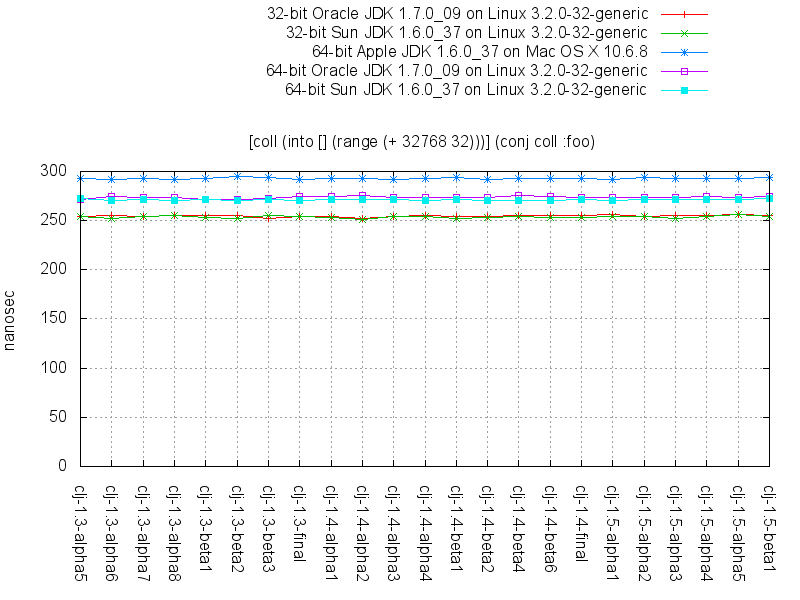 32-bit Oracle JDK 1.7.0_09 on Linux 3.2.0-32-generic
32-bit Sun JDK 1.6.0_37 on Linux 3.2.0-32-generic
64-bit Apple JDK 1.6.0_37 on Mac OS X 10.6.8
64-bit Oracle JDK 1.7.0_09 on Linux 3.2.0-32-generic
64-bit Sun JDK 1.6.0_37 on Linux 3.2.0-32-generic
[coll (into [] (range (+ 32768 32)))] (conj coll :foo)
300
250
200
150
100
50
0
nanosec
clj-1.3-alpha5
clj-1.3-alpha6
clj-1.3-alpha7
clj-1.3-alpha8
clj-1.3-beta1
clj-1.3-beta2
clj-1.3-beta3
clj-1.3-final
clj-1.4-alpha1
clj-1.4-alpha2
clj-1.4-alpha3
clj-1.4-alpha4
clj-1.4-beta1
clj-1.4-beta2
clj-1.4-beta4
clj-1.4-beta6
clj-1.4-final
clj-1.5-alpha1
clj-1.5-alpha2
clj-1.5-alpha3
clj-1.5-alpha4
clj-1.5-alpha5
clj-1.5-beta1